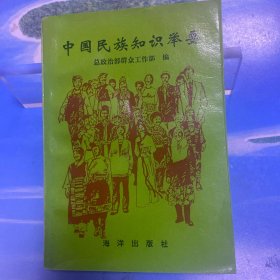 中国民族知识举要
总政治部群众工作部 编
海洋出版社